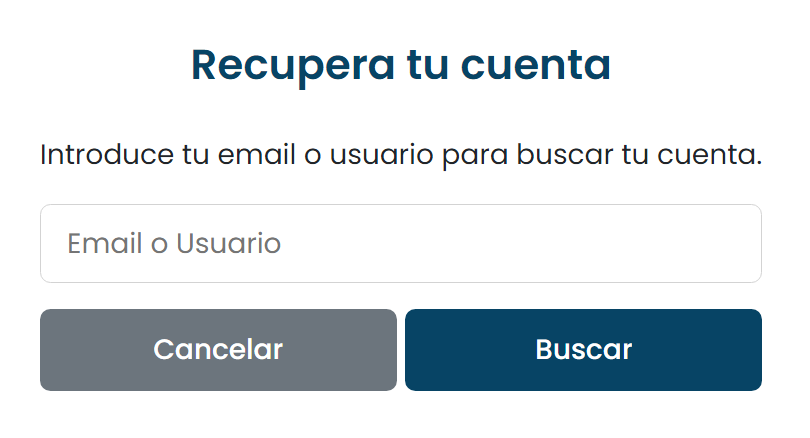 Recupera tu cuenta
Introduce tu email o usuario para buscar tu cuenta.
Email o Usuario
Cancelar
Buscar